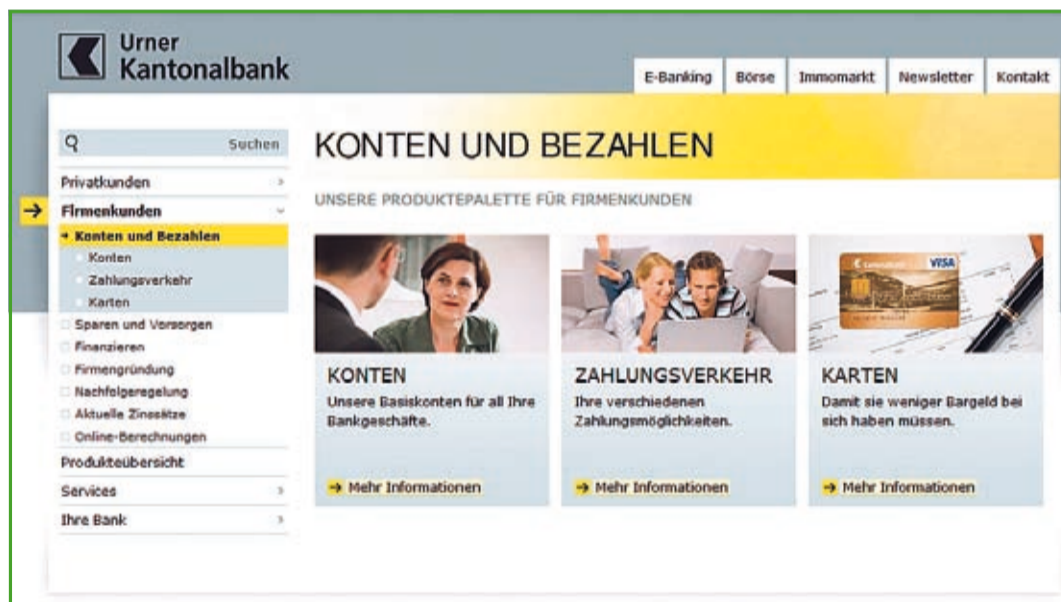 Urner
Kantonalbank
E-Banking
Börse
Immomarkt
Newsletter
Kontakt
Suchen
Privatkunden
Firmenkunden
Konten und Bezahlen
Konten
Zahlungsverkehr
Karten
Sparen und Vorsorgen
Finanzieren
Firmengründung
Nachfolgeregelung
Aktuelle Zinssätze
Online-Berechnungen
Produkteübersicht
Services
Ihre Bank
KONTEN UND BEZAHLEN
UNSERE PRODUKTEPALETTE FÜR FIRMENKUNDEN
KONTEN
Unsere Basiskonten für all Ihre
Bankgeschäfte.
Mehr Informationen
ZAHLUNGSVERKEHR
Ihre verschiedenen
Zahlungsmöglichkeiten.
Mehr Informationen
VISA
KARTEN
Damit sie weniger Bargeld bei
sich haben müssen.
Mehr Informationen